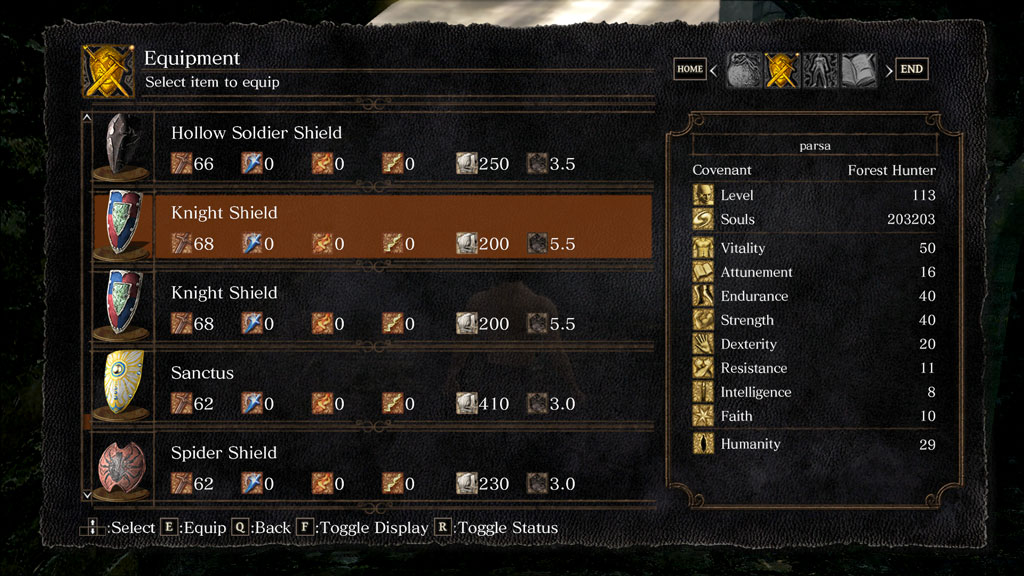 Equipment
Select item to equip
HOME END
Hollow Soldier Shield
66 0 0 0 250 3.5
Knight Shield
68 0 0 0 200 5.5
Knight Shield
68 0 0 0 200 5.5
Sanctus
62 0 0 0 410 3.0
Spider Shield
62 0 0 0 230 3.0
:Select E:Equip Q:Back F:Toggle Display R:Toggle Status
parsa
Covenant Forest Hunter
Level 113
Souls 203203
Vitality 50
Attunement 16
Endurance 40
Strength 40
Dexterity 20
Resistance 11
Intelligence 8
Faith 10
Humanity 29